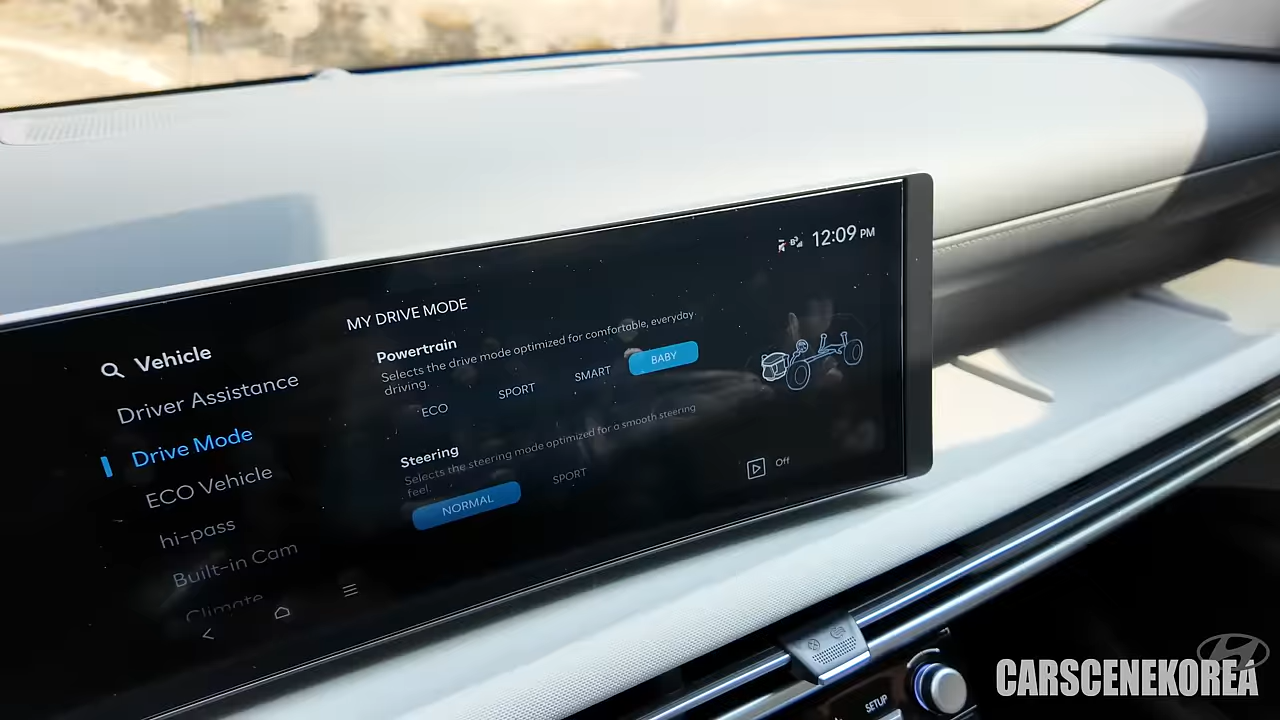 12:09 PM
MY DRIVE MODE
Vehicle
Driver Assistance
Drive Mode
ECO Vehicle
hi-pass
Built-in Cam
Climate
Powertrain
Selects the drive mode optimized for comfortable, everyday
driving.
ECO
SPORT
SMART
BABY
Steering
Selects the steering mode optimized for a smooth steering
feel.
NORMAL
SPORT
Off
SETUP
CARSCENEKOREA